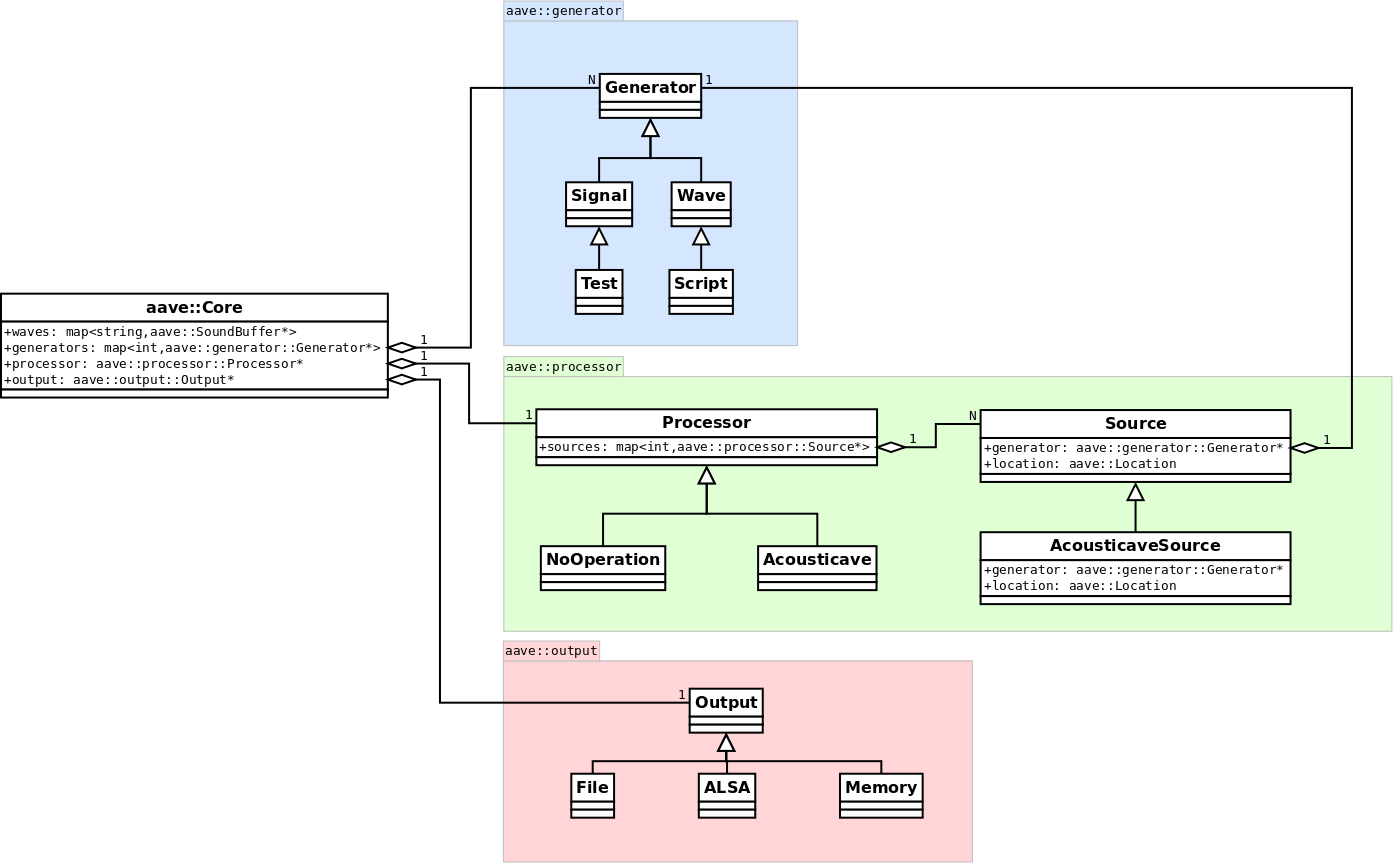 aave::generator
N
Generator
1
Signal
Wave
Test
Script
aave::Core
+waves: map<string,aave::SoundBuffer*>
+generators: map<int,aave::generator::Generator*>
+processor: aave::processor::Processor*
+output: aave::output::Output*
1
1
1
aave::processor
1
Processor
+sources: map<int,aave::processor::Source*>
1
N
Source
+generator: aave::generator::Generator*
+location: aave::Location
1
NoOperation
Acousticave
AcousticaveSource
+generator: aave::generator::Generator*
+location: aave::Location
aave::output
1
Output
File
ALSA
Memory